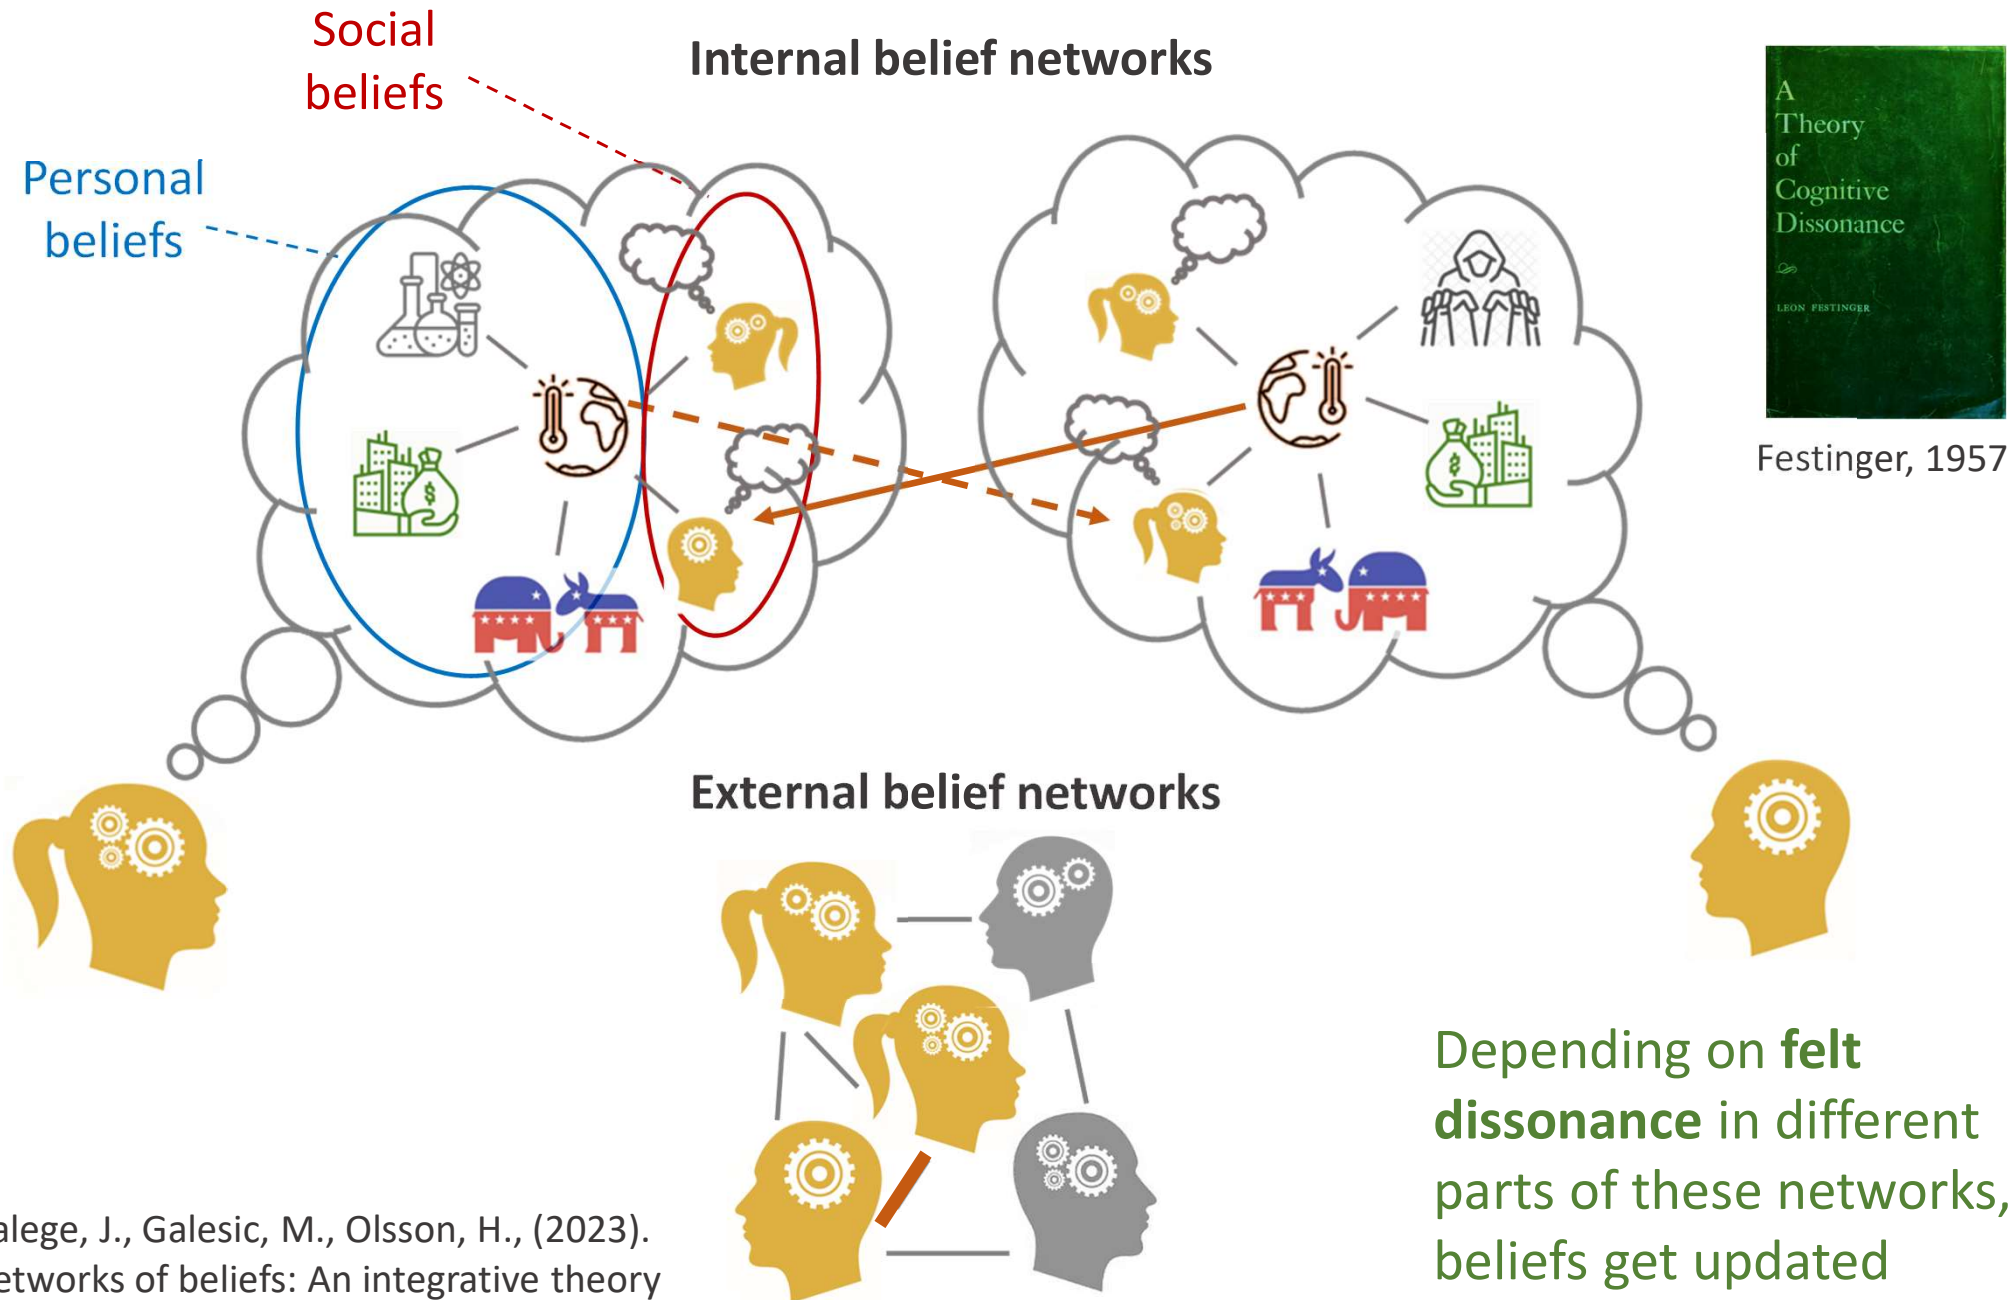 Social
beliefs
Internal belief networks
Personal
beliefs
A
Theory
of
Cognitive
Dissonance
LEON FESTINGER
Festinger, 1957
$
$
External belief networks
Depending on felt
dissonance in different
parts of these networks,
beliefs get updated
alege, J., Galesic, M., Olsson, H., (2023).
etworks of beliefs: An integrative theory